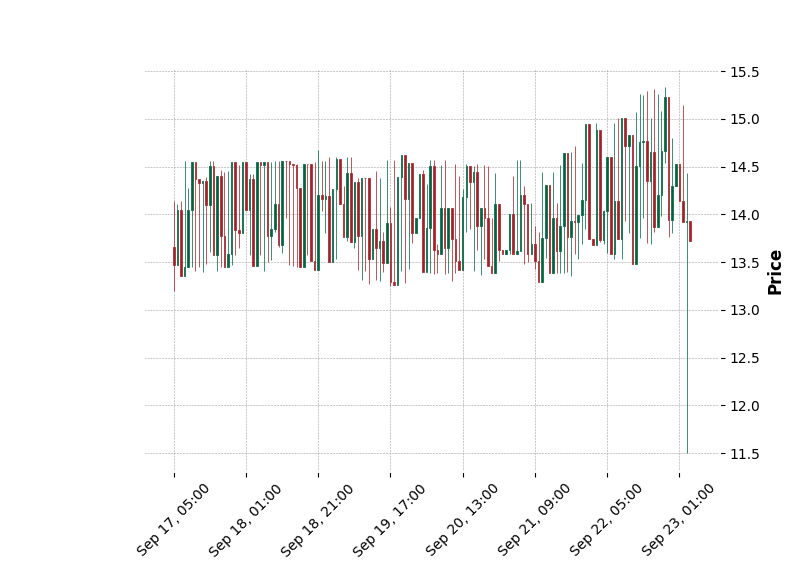 15.5
15.0
14.5
14.0
13.5
13.0
12.5
12.0
11.5
Price
Sep 17, 05:00
Sep 18, 01:00
Sep 18, 21:00
Sep 19, 17:00
Sep 20, 13:00
Sep 21, 09:00
Sep 22, 05:00
Sep 23, 01:00